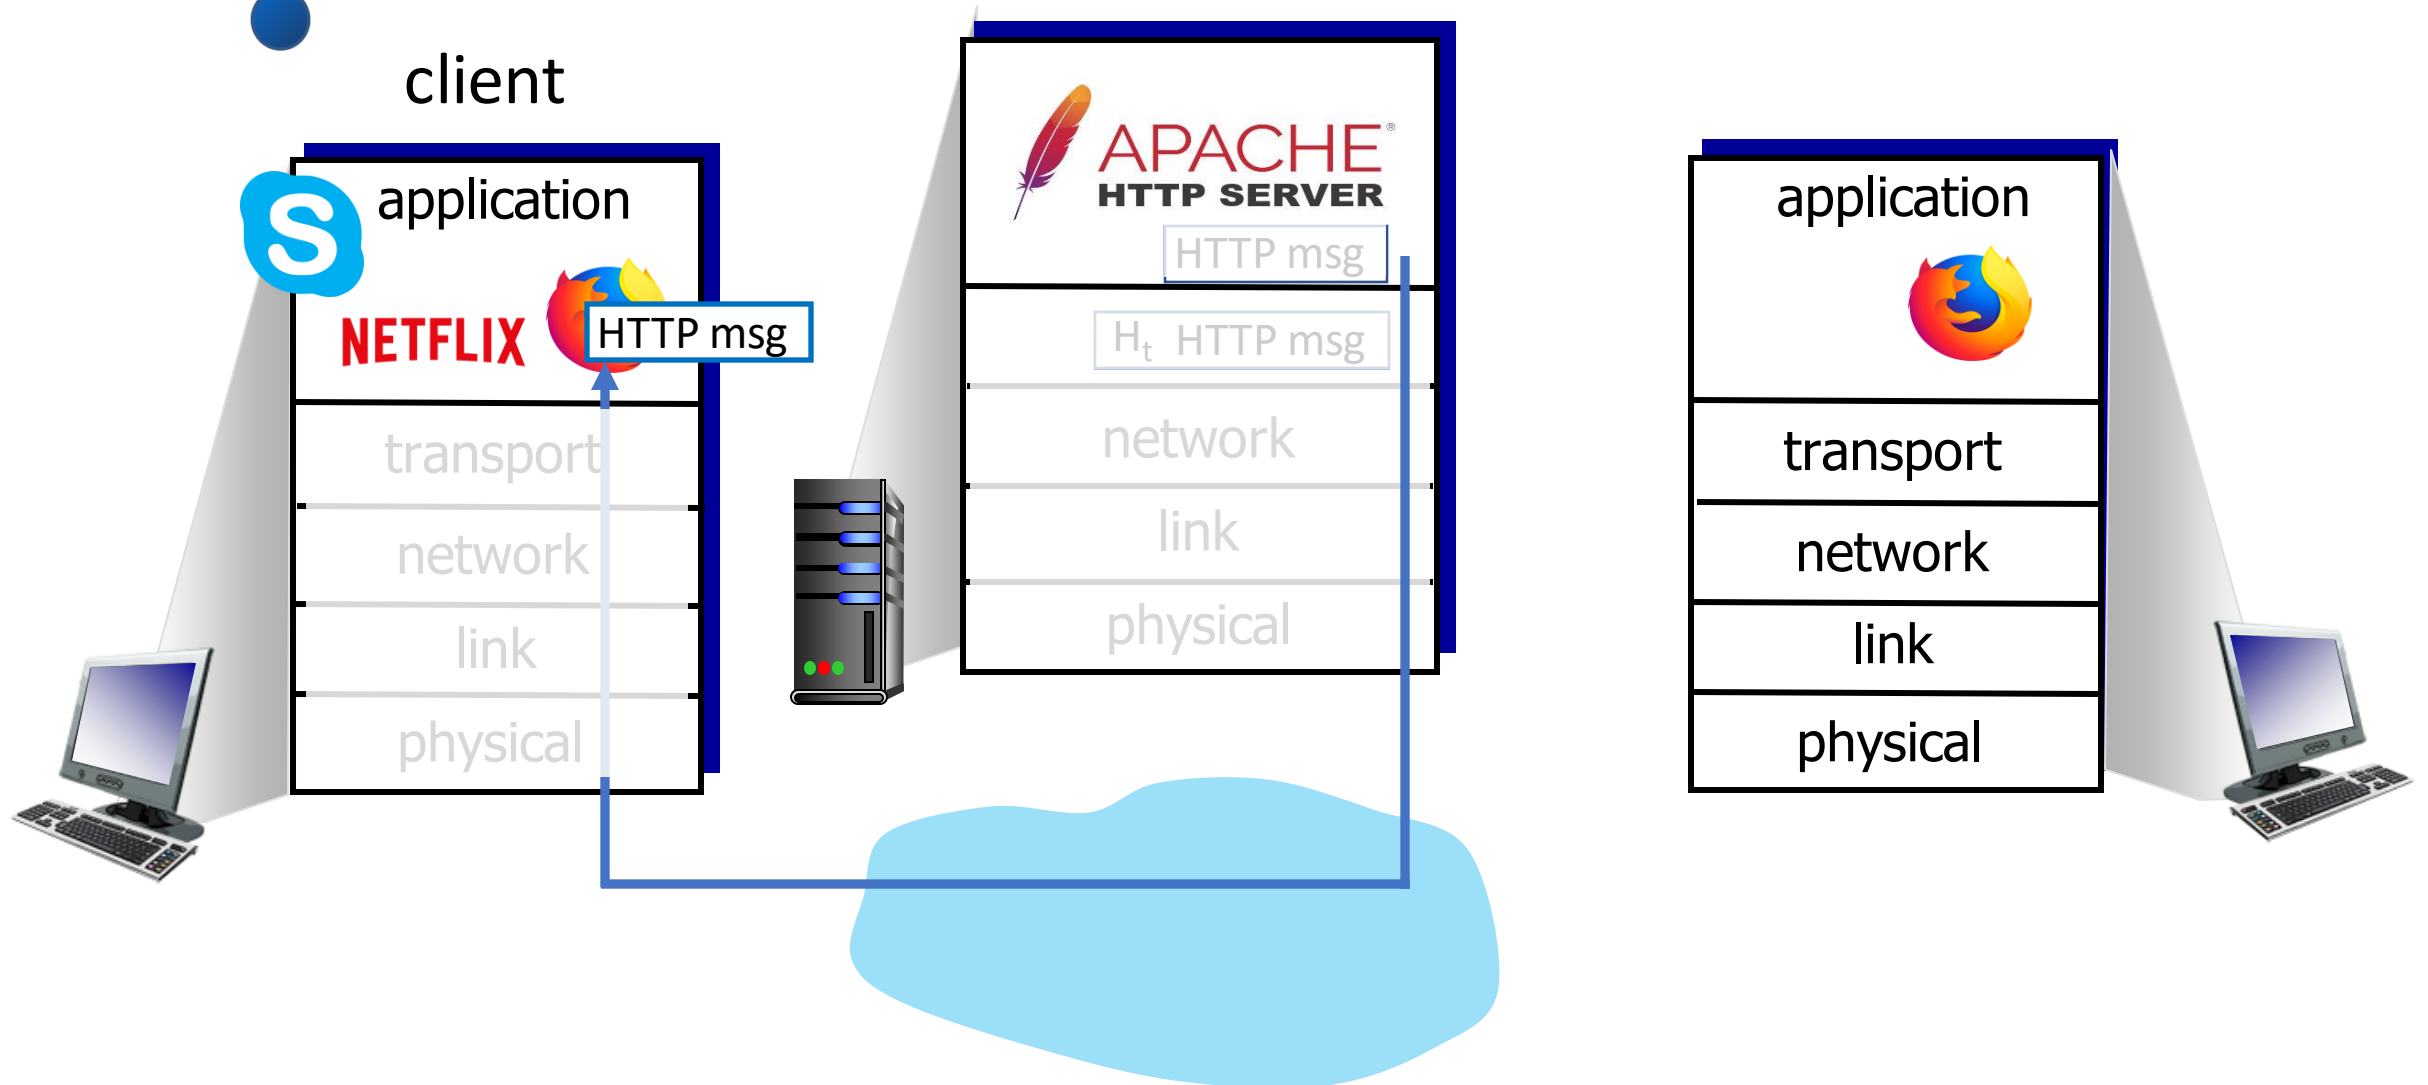 client
application
NETFLIX
HTTP msg
transport
network
link
physical
APACHE®
HTTP SERVER
HTTP msg
Ht HTTP msg
network
link
physical
application
transport
network
link
physical